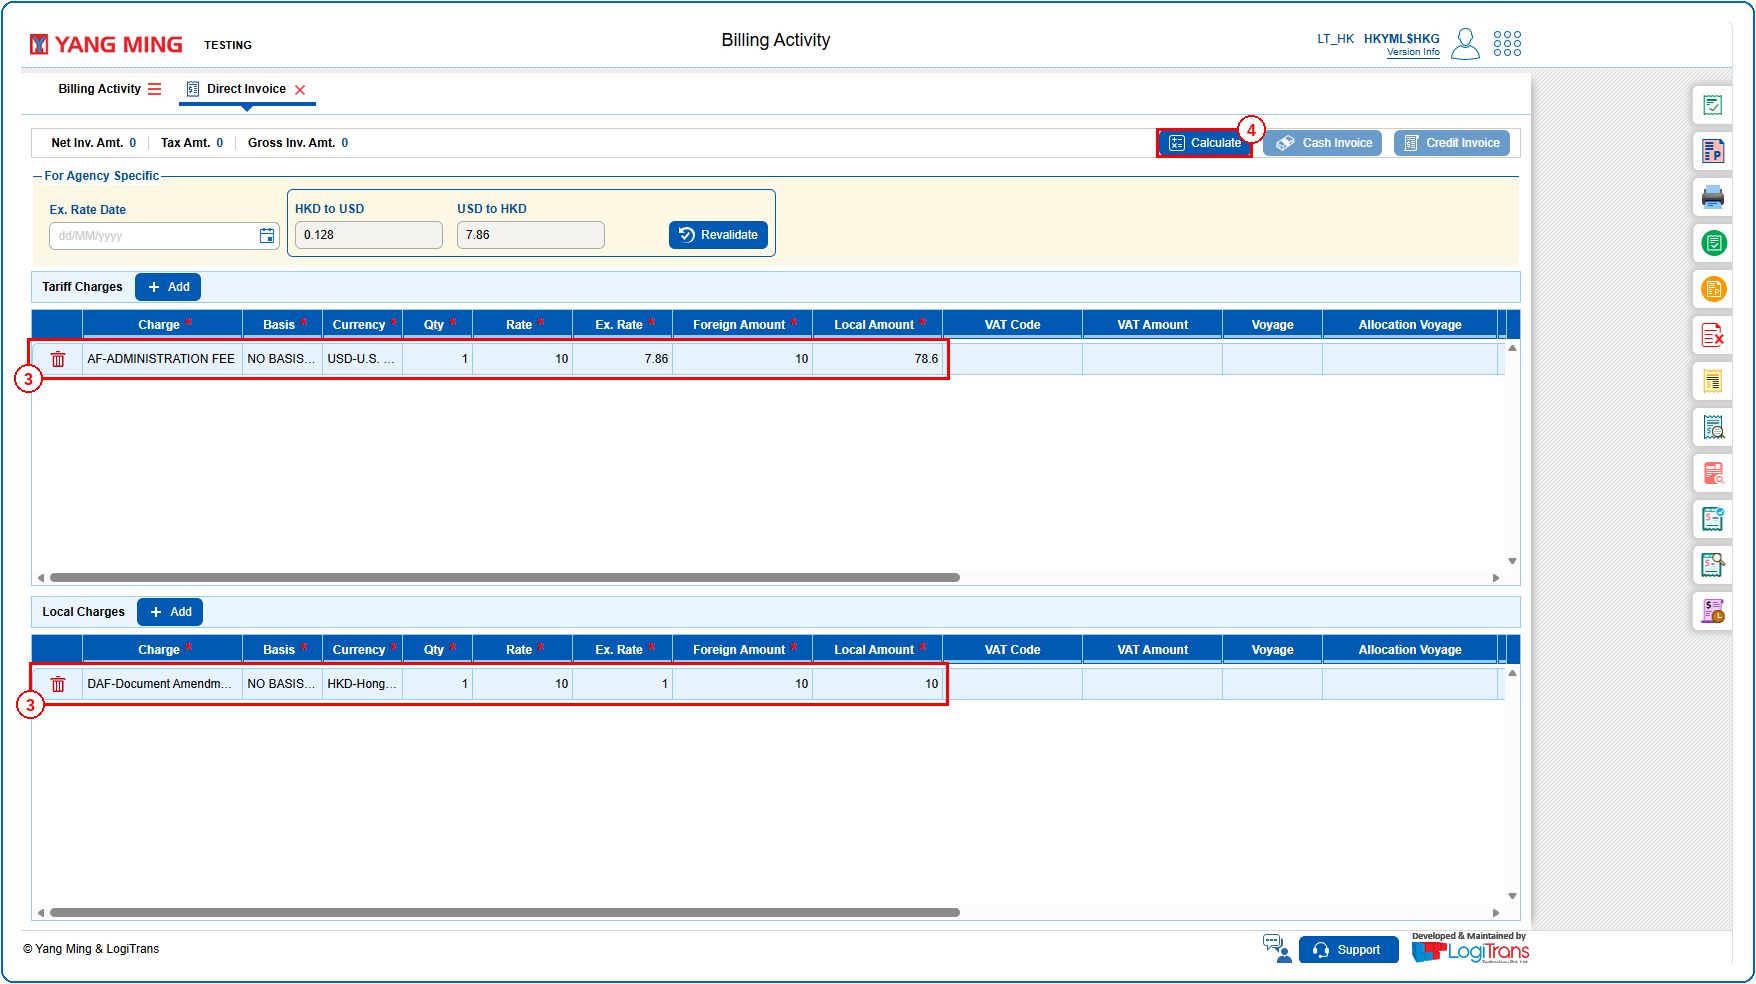 YANG MING TESTING Billing Activity LT_HK HKYML$HKG
Version Info
Billing Activity Direct Invoice
Net Inv. Amt. 0 Tax Amt. 0 Gross Inv. Amt. 0 Calculate 4 Cash Invoice Credit Invoice
For Agency Specific
Ex. Rate Date HKD to USD USD to HKD
dd/MM/yyyy 0.128 7.86 Revalidate
Tariff Charges + Add
Charge * Basis * Currency * Qty * Rate * Ex. Rate * Foreign Amount * Local Amount * VAT Code VAT Amount Voyage Allocation Voyage
AF-ADMINISTRATION FEE NO BASIS... USD-U.S. ... 1 10 7.86 10 78.6
3
Local Charges + Add
Charge * Basis * Currency * Qty * Rate * Ex. Rate * Foreign Amount * Local Amount * VAT Code VAT Amount Voyage Allocation Voyage
DAF-Document Amendm... NO BASIS... HKD-Hong... 1 10 1 10 10
3
© Yang Ming & LogiTrans Support Developed & Maintained by
LogiTrans
Technology Pvt. Ltd.